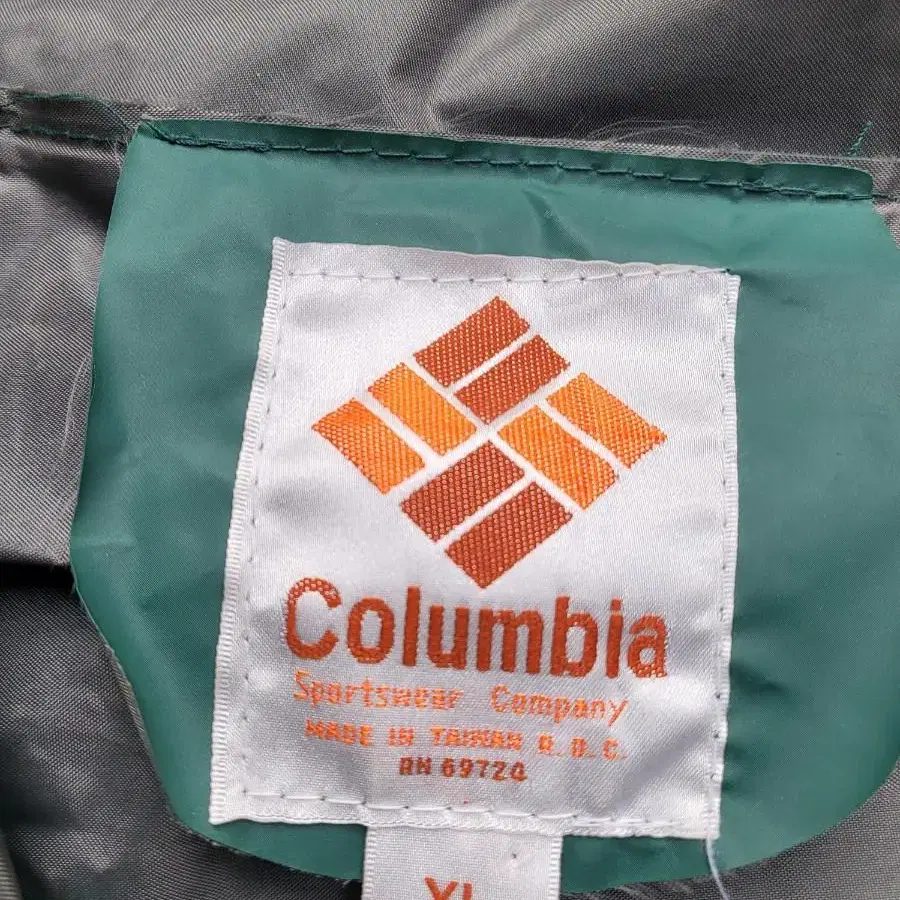 Columbia
Sportswear Company
MADE IN TAIWAN R.O.C.
RN 69724
XL